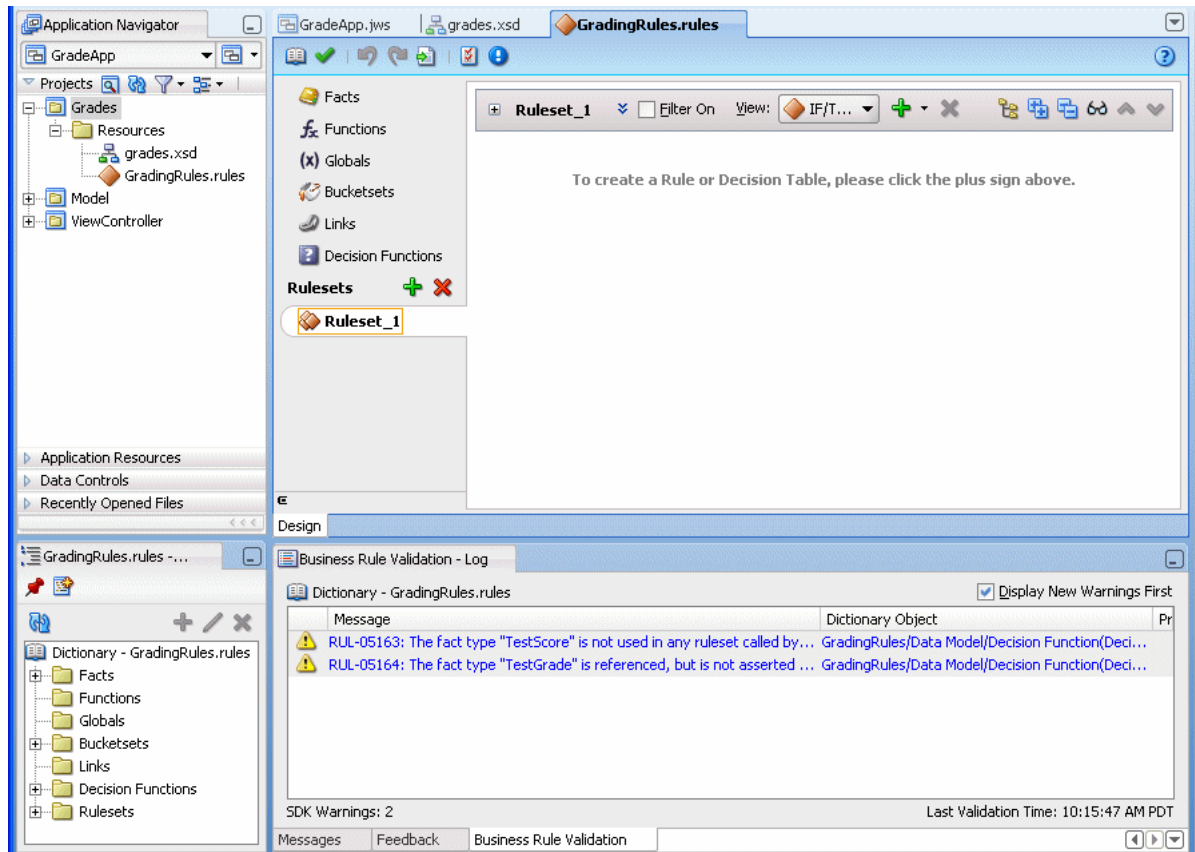 Application Navigator
GradeApp
Projects
Grades
Resources
grades.xsd
GradingRules.rules
Model
ViewController
Application Resources
Data Controls
Recently Opened Files
GradeApp.jws
grades.xsd
GradingRules.rules
Facts
Functions
Globals
Bucketsets
Links
Decision Functions
Rulesets
Ruleset_1
Ruleset_1 Filter On View: IF/T...
To create a Rule or Decision Table, please click the plus sign above.
Design
GradingRules.rules -...
Dictionary - GradingRules.rules
Facts
Functions
Globals
Bucketsets
Links
Decision Functions
Rulesets
Business Rule Validation - Log
Dictionary - GradingRules.rules Display New Warnings First
Message Dictionary Object Pr
RUL-05163: The fact type "TestScore" is not used in any ruleset called by... GradingRules/Data Model/Decision Function(Deci...
RUL-05164: The fact type "TestGrade" is referenced, but is not asserted ... GradingRules/Data Model/Decision Function(Deci...
SDK Warnings: 2 Last Validation Time: 10:15:47 AM PDT
Messages Feedback Business Rule Validation